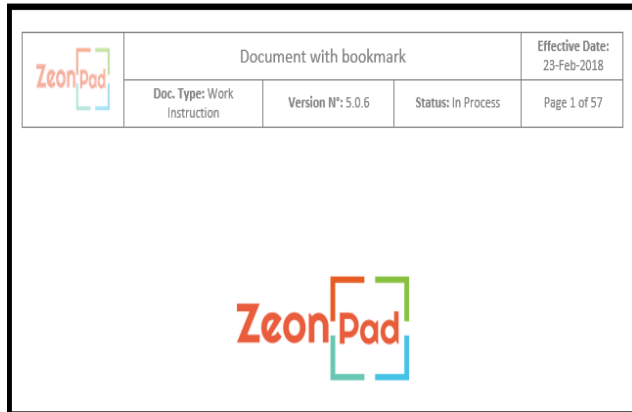 ZeonPad
Document with bookmark
Effective Date:
23-Feb-2018
Doc. Type: Work
Instruction
Version N°: 5.0.6
Status: In Process
Page 1 of 57
ZeonPad